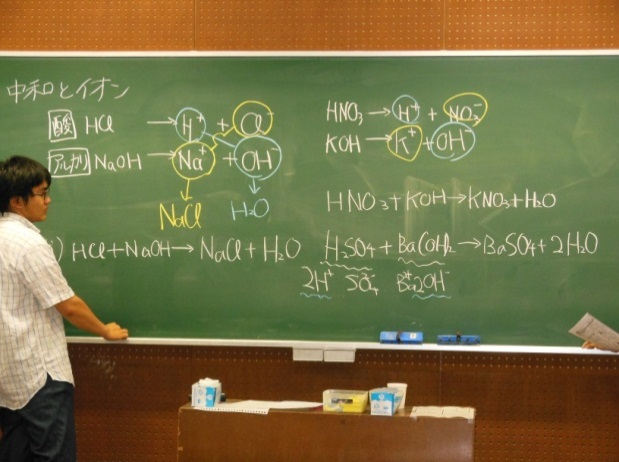 中和とイオン
酸 HCl → H⁺ + Cl⁻
アルカリ NaOH → Na⁺ + OH⁻
NaCl H₂O
) HCl + NaOH → NaCl + H₂O
HNO₃ → H⁺ + NO₃⁻
KOH → K⁺ + OH⁻
HNO₃ + KOH → KNO₃ + H₂O
H₂SO₄ + Ba(OH)₂ → BaSO₄ + 2H₂O
2H⁺ SO₄²⁻ Ba²⁺ 2OH⁻